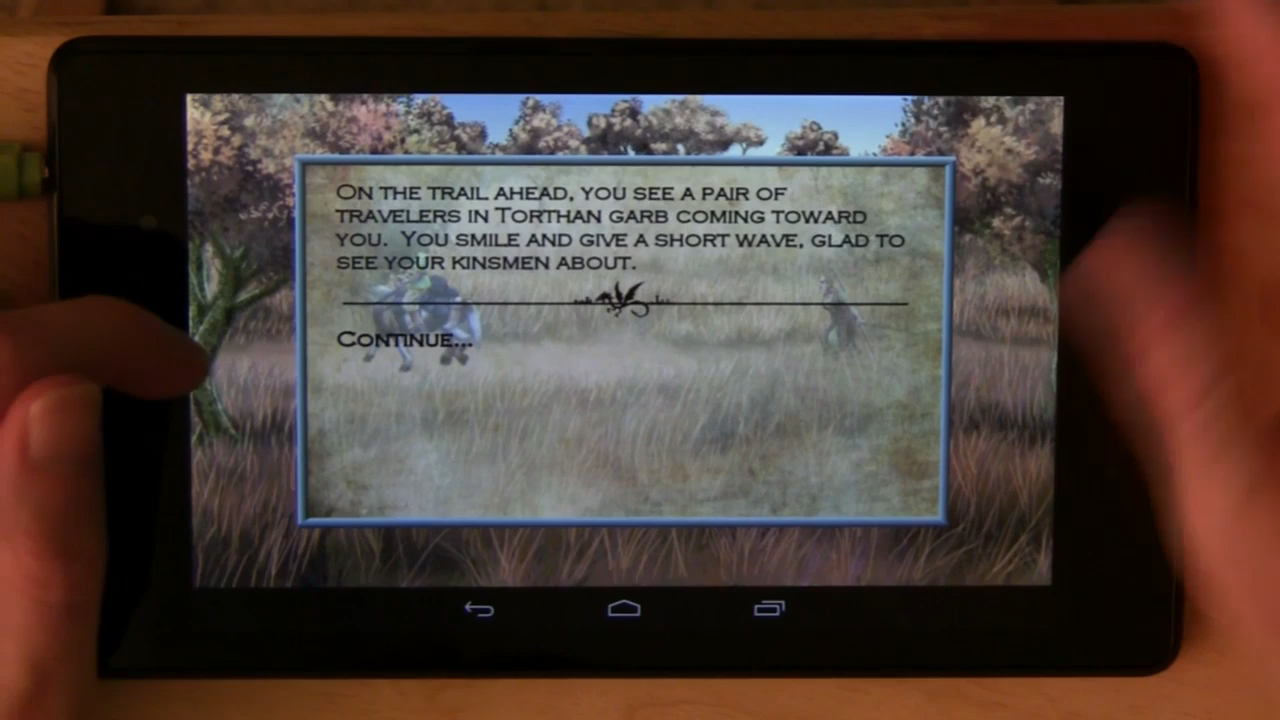 On the trail ahead, you see a pair of
travelers in Torthan garb coming toward
you.  You smile and give a short wave, glad to
see your kinsmen about.
Continue...